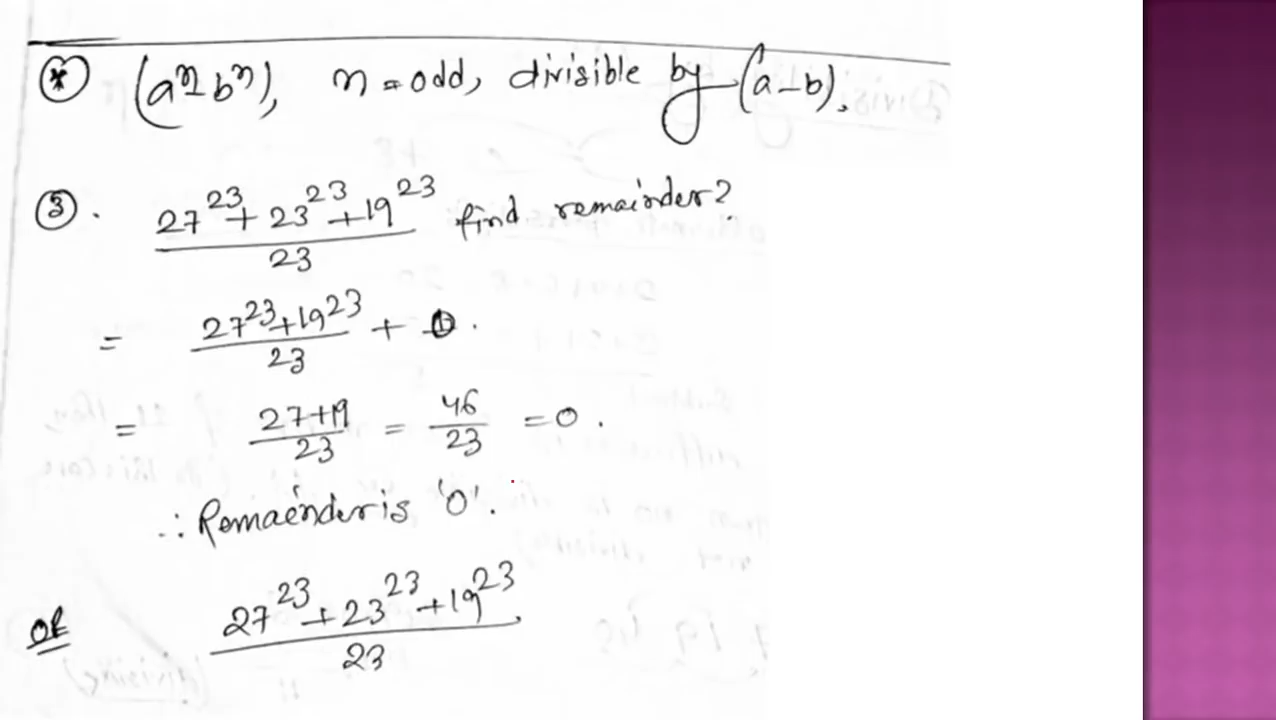 * (aⁿ-bⁿ), n=odd, divisible by (a-b).
③. 27²³+23²³+19²³/23 find remainder?
= 27²³+19²³/23 + 0.
= 27+19/23 = 46/23 =0.
∴ Remainder is '0'.
or 27²³+23²³+19²³/23